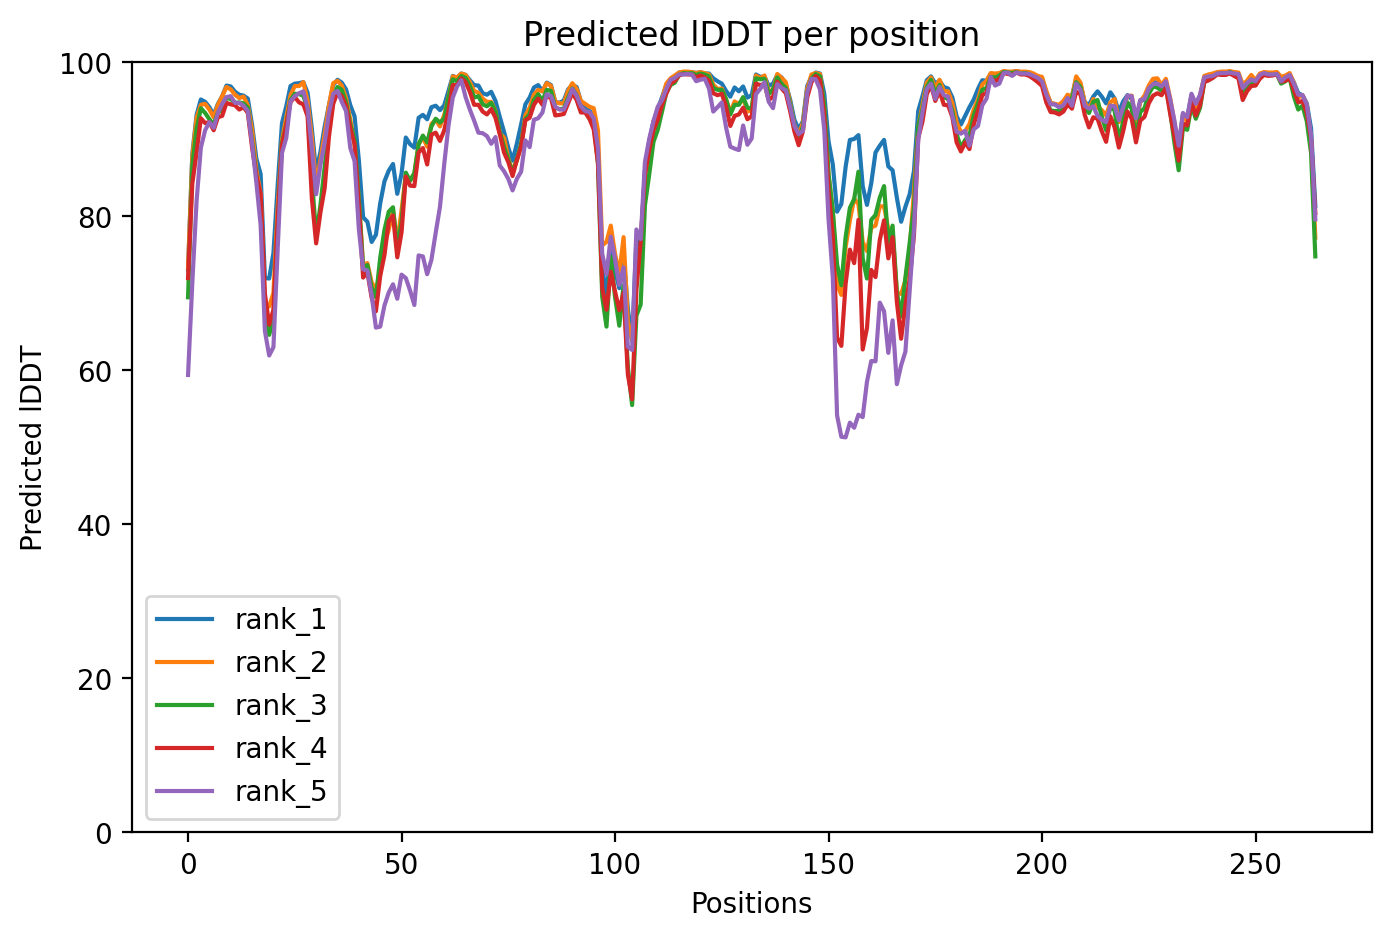 Predicted lDDT per position
Predicted lDDT
100
80
60
40
20
0
rank_1
rank_2
rank_3
rank_4
rank_5
0 50 100 150 200 250
Positions